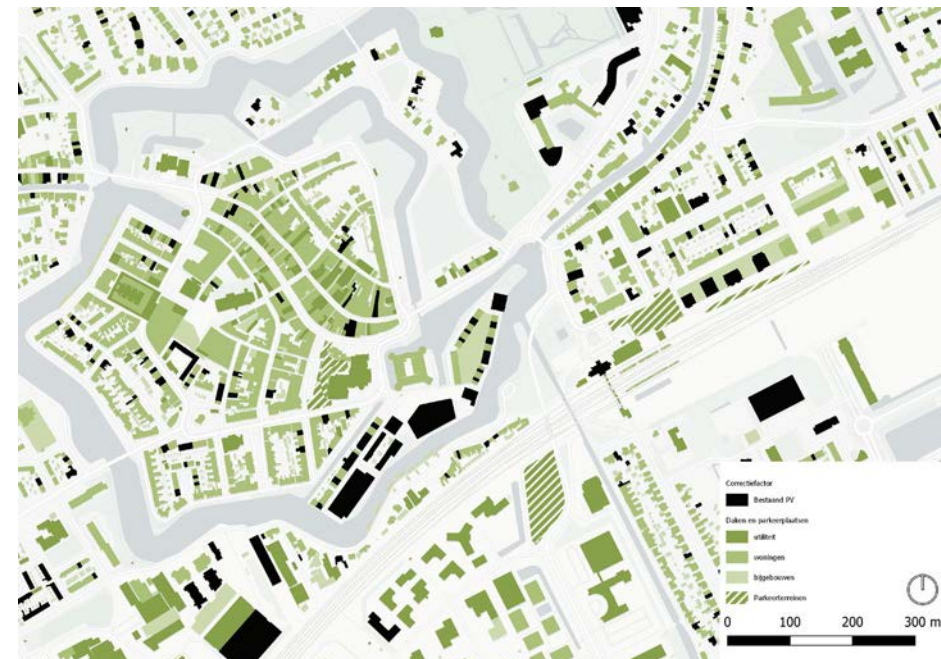 Correctiefactor
Bestaand PV
Daken en parkeerplaatsen
utiliteit
woningen
bijgebouwen
Parkeerterreinen
0 100 200 300 m